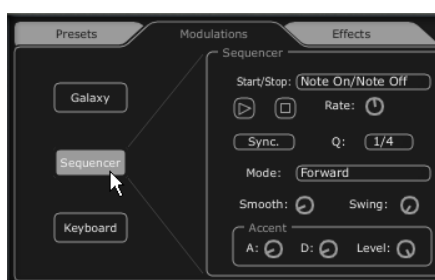 Presets Modulations Effects
Sequencer
Start/Stop: Note On/Note Off
Galaxy
Rate:
Sync. Q: 1/4
Sequencer
Mode: Forward
Smooth: Swing:
Keyboard
Accent
A: D: Level: